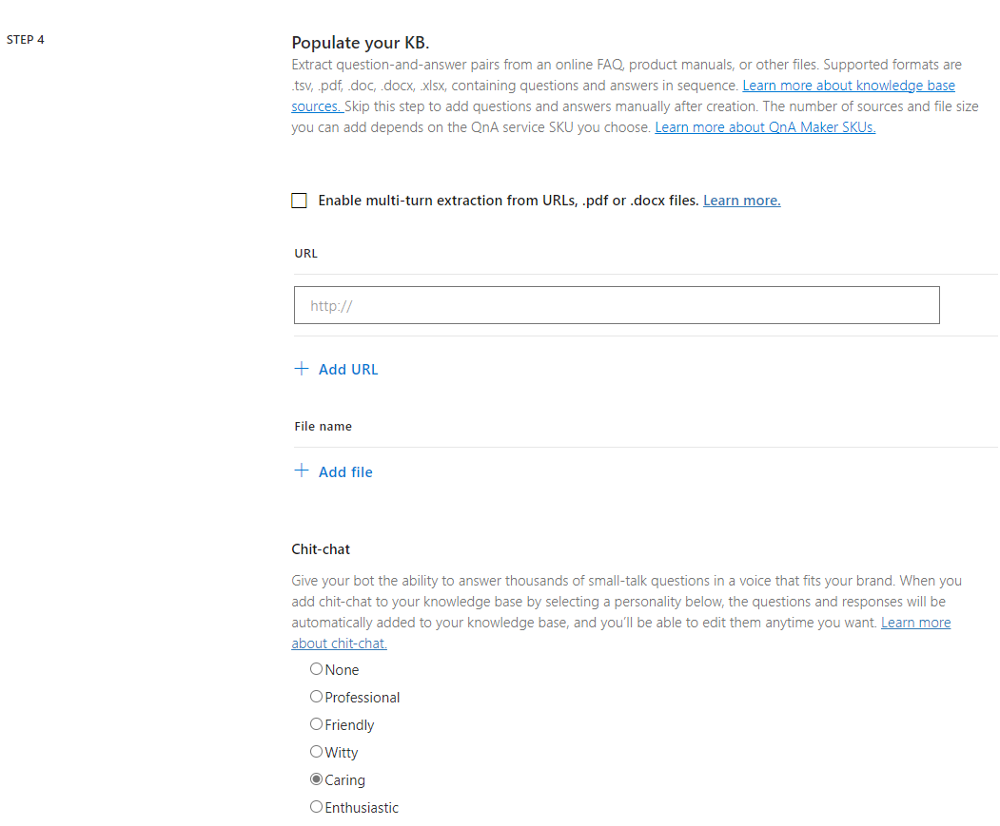 STEP 4
Populate your KB.
Extract question-and-answer pairs from an online FAQ, product manuals, or other files. Supported formats are
.tsv, .pdf, .doc, .docx, .xlsx, containing questions and answers in sequence. Learn more about knowledge base
sources. Skip this step to add questions and answers manually after creation. The number of sources and file size
you can add depends on the QnA service SKU you choose. Learn more about QnA Maker SKUs.
Enable multi-turn extraction from URLs, .pdf or .docx files. Learn more.
URL
http://
+ Add URL
File name
+ Add file
Chit-chat
Give your bot the ability to answer thousands of small-talk questions in a voice that fits your brand. When you
add chit-chat to your knowledge base by selecting a personality below, the questions and responses will be
automatically added to your knowledge base, and you'll be able to edit them anytime you want. Learn more
about chit-chat.
None
Professional
Friendly
Witty
Caring
Enthusiastic